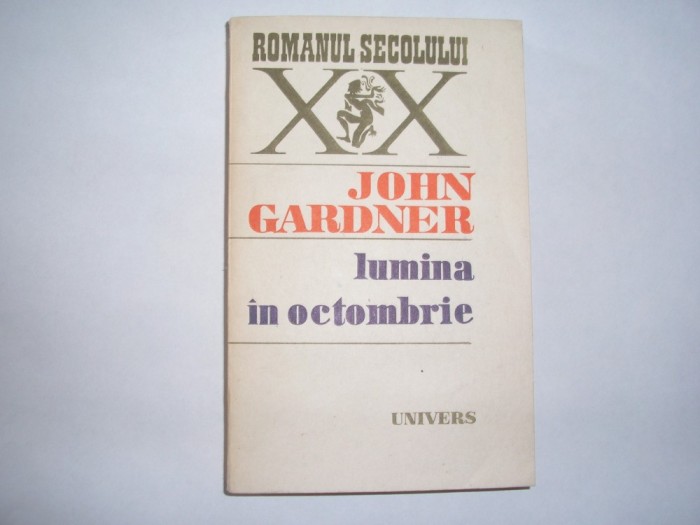 ROMANUL SECOLULUI
XX
JOHN
GARDNER
lumina
în octombrie
UNIVERS